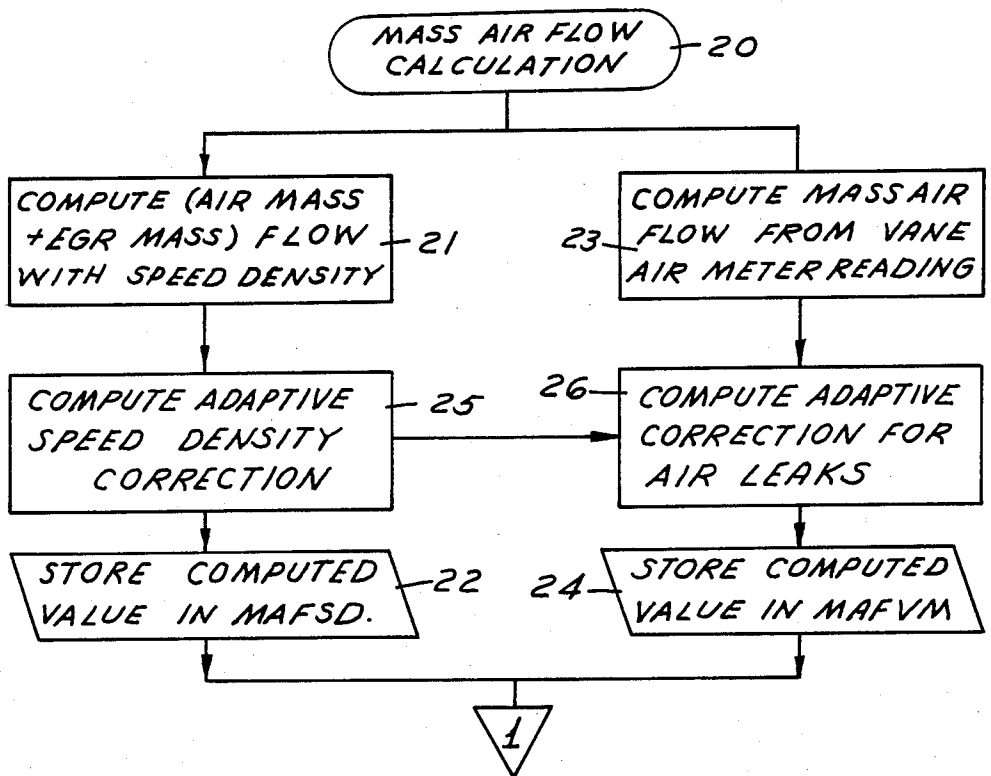 MASS AIR FLOW
CALCULATION
20
COMPUTE (AIR MASS
+EGR MASS) FLOW
WITH SPEED DENSITY
21
COMPUTE MASS AIR
FLOW FROM VANE
AIR METER READING
23
COMPUTE ADAPTIVE
SPEED DENSITY
CORRECTION
25
26
COMPUTE ADAPTIVE
CORRECTION FOR
AIR LEAKS
STORE COMPUTED
VALUE IN MAFSD.
22
24
STORE COMPUTED
VALUE IN MAFVM
1